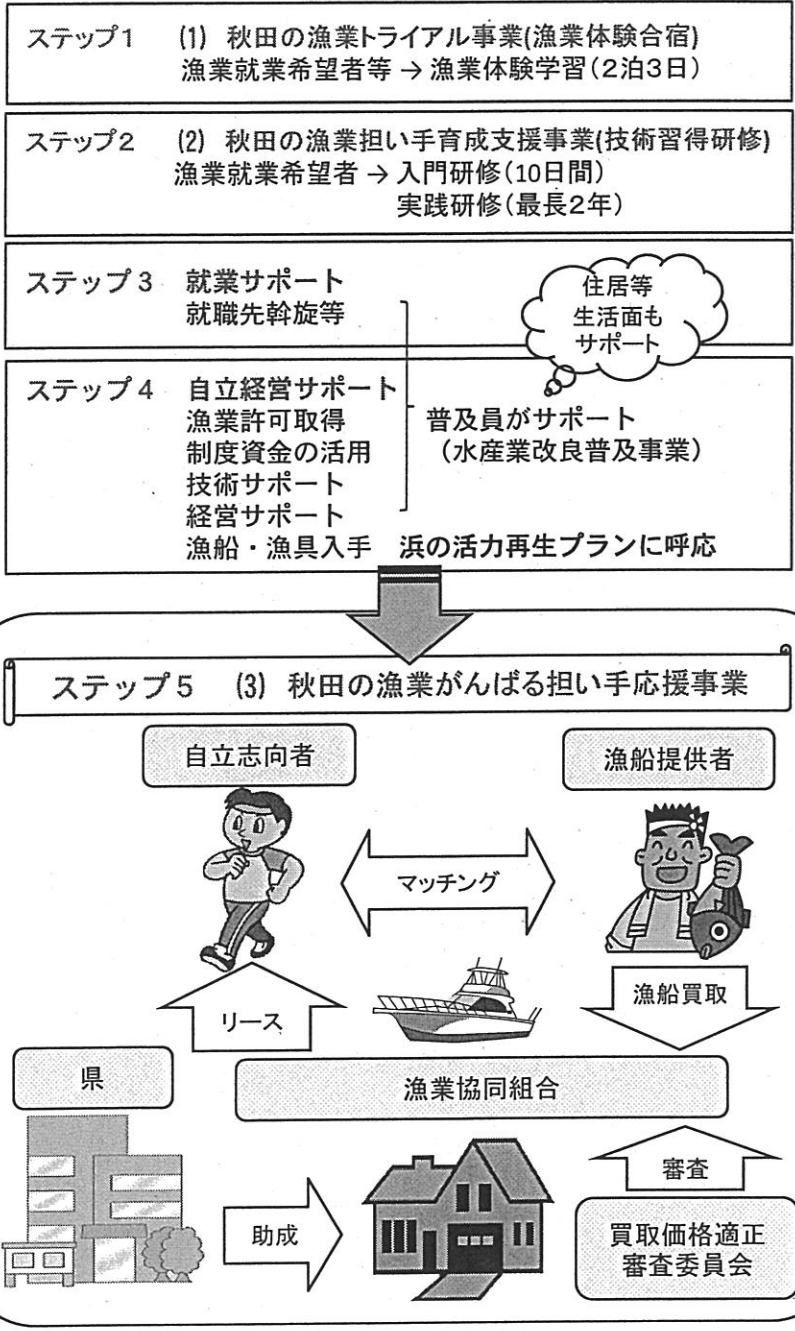 ステップ1 (1) 秋田の漁業トライアル事業(漁業体験合宿)
漁業就業希望者等 → 漁業体験学習(2泊3日)
ステップ2 (2) 秋田の漁業担い手育成支援事業(技術習得研修)
漁業就業希望者 → 入門研修(10日間)
実践研修(最長2年)
ステップ3 就業サポート
就職先斡旋等
住居等
生活面も
サポート
ステップ4 自立経営サポート
漁業許可取得
制度資金の活用
技術サポート
経営サポート
漁船・漁具入手 浜の活力再生プランに呼応
普及員がサポート
(水産業改良普及事業)
ステップ5 (3) 秋田の漁業がんばる担い手応援事業
自立志向者
漁船提供者
マッチング
リース
漁船買取
県
漁業協同組合
助成
審査
買取価格適正
審査委員会